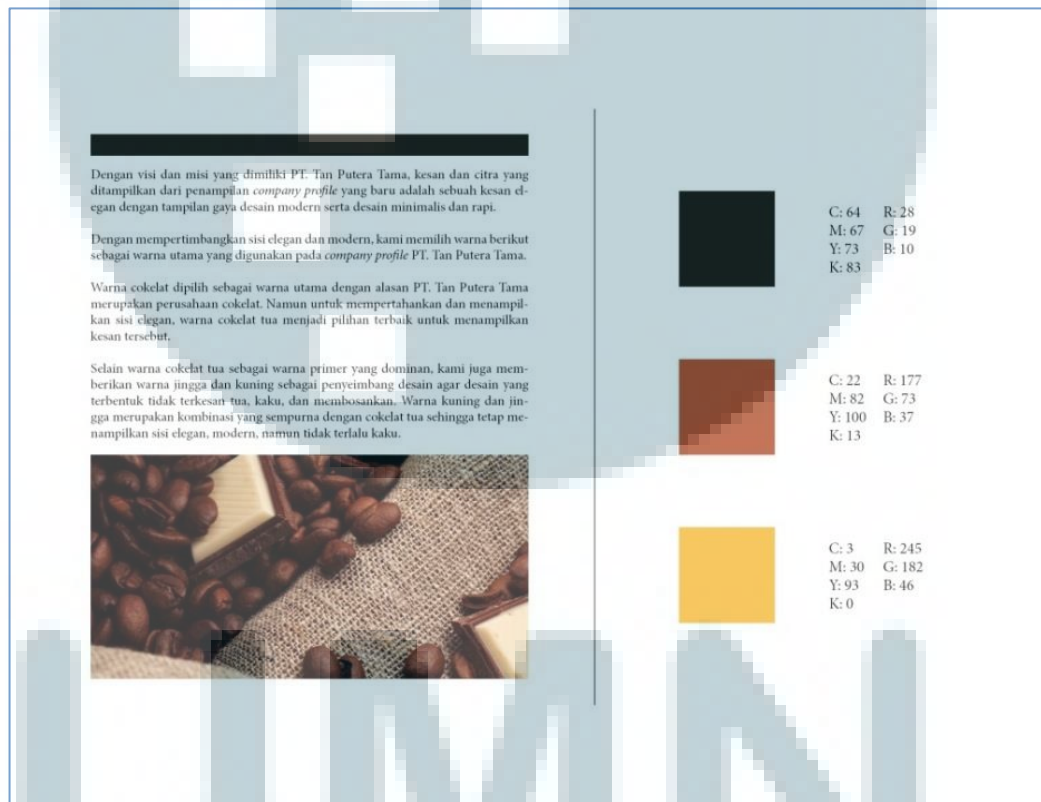 Dengan visi dan misi yang dimiliki PT. Tan Putera Tama, kesan dan citra yang
ditampilkan dari penampilan company profile yang baru adalah sebuah kesan el-
egan dengan tampilan gaya desain modern serta desain minimalis dan rapi.
Dengan mempertimbangkan sisi elegan dan modern, kami memilih warna berikut
sebagai warna utama yang digunakan pada company profile PT. Tan Putera Tama.
Warna cokelat dipilih sebagai warna utama dengan alasan PT. Tan Putera Tama
merupakan perusahaan cokelat. Namun untuk mempertahankan dan menampil-
kan sisi elegan, warna cokelat tua menjadi pilihan terbaik untuk menampilkan
kesan tersebut.
Selain warna cokelat tua sebagai warna primer yang dominan, kami juga mem-
berikan warna jingga dan kuning sebagai penyeimbang desain agar desain yang
terbentuk tidak terkesan tua, kaku, dan membosankan. Warna kuning dan jin-
gga merupakan kombinasi yang sempurna dengan cokelat tua sehingga tetap me-
nampilkan sisi elegan, modern, namun tidak terlalu kaku.
C: 64 R: 28
M: 67 G: 19
Y: 73 B: 10
K: 83
C: 22 R: 177
M: 82 G: 73
Y: 100 B: 37
K: 13
C: 3 R: 245
M: 30 G: 182
Y: 93 B: 46
K: 0
UMN